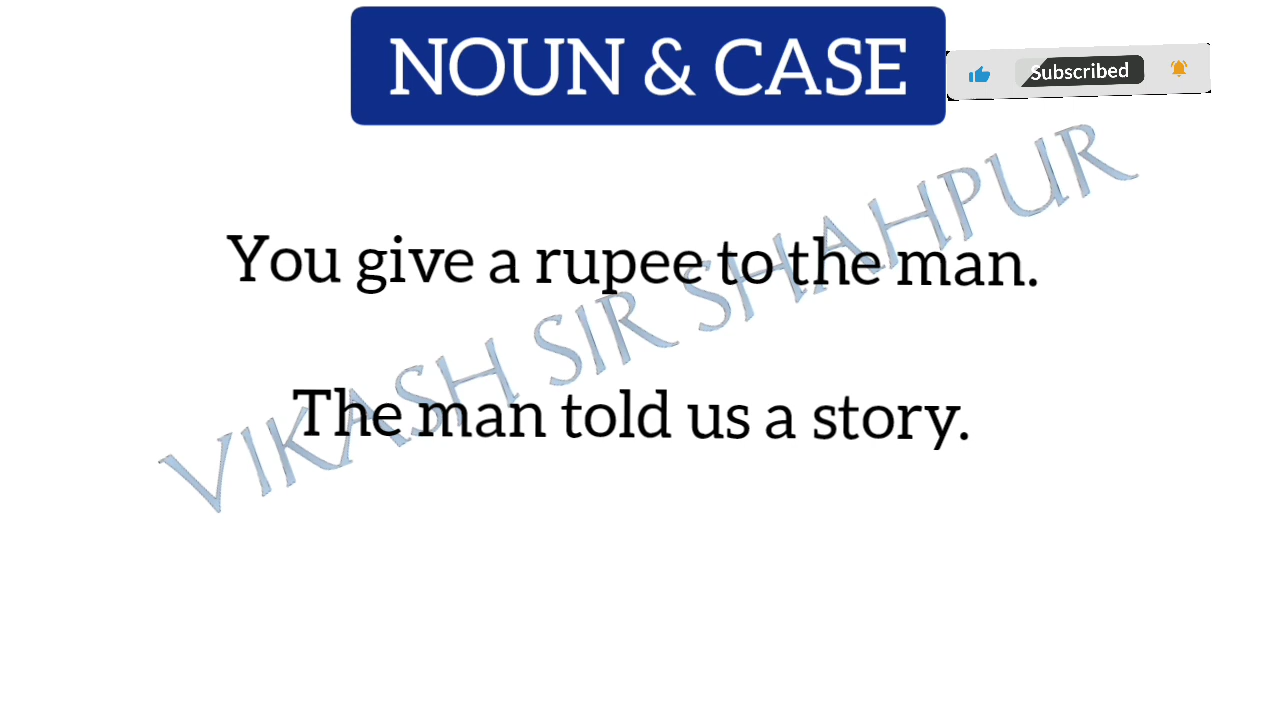 NOUN & CASE
Subscribed
You give a rupee to the man.
The man told us a story.
VIKASH SIR SHAHPUR